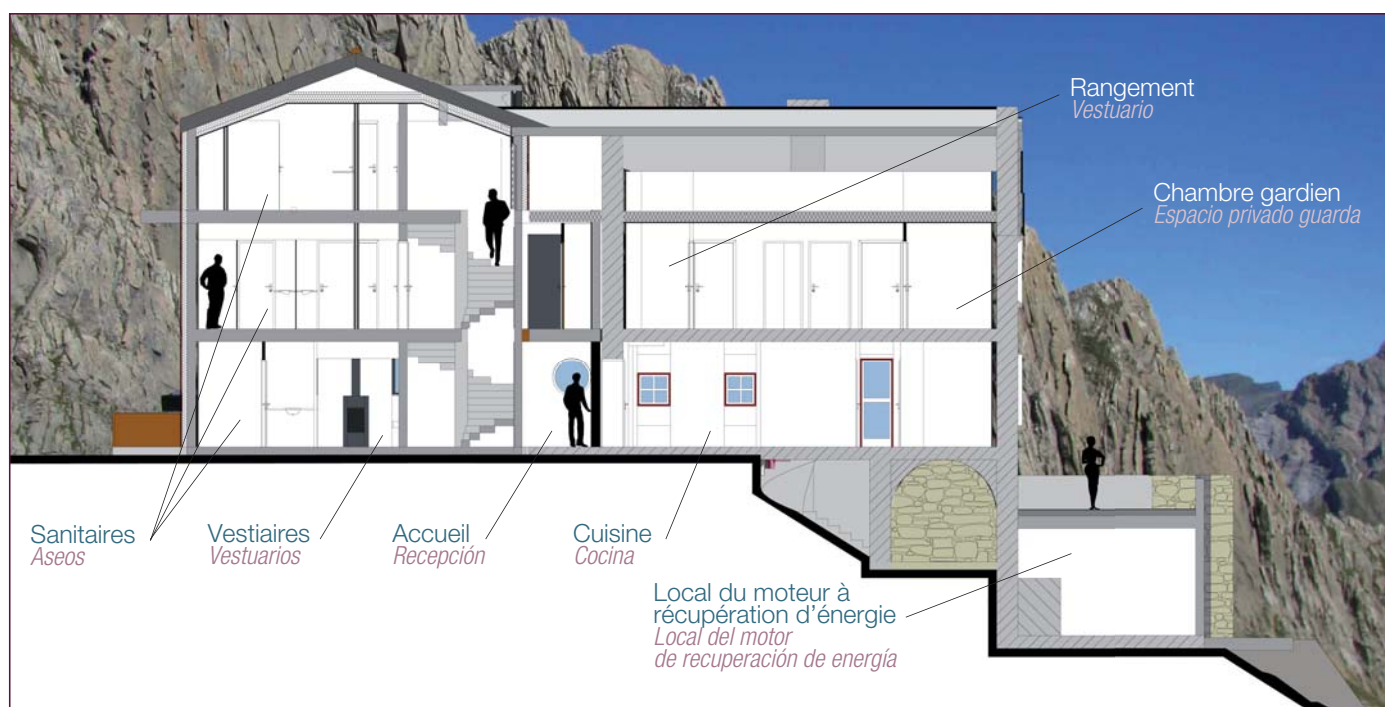 Rangement
Vestuario
Chambre gardien
Espacio privado guarda
Sanitaires
Aseos
Vestiaires
Vestuarios
Accueil
Recepción
Cuisine
Cocina
Local du moteur à
récupération d’énergie
Local del motor
de recuperación de energía